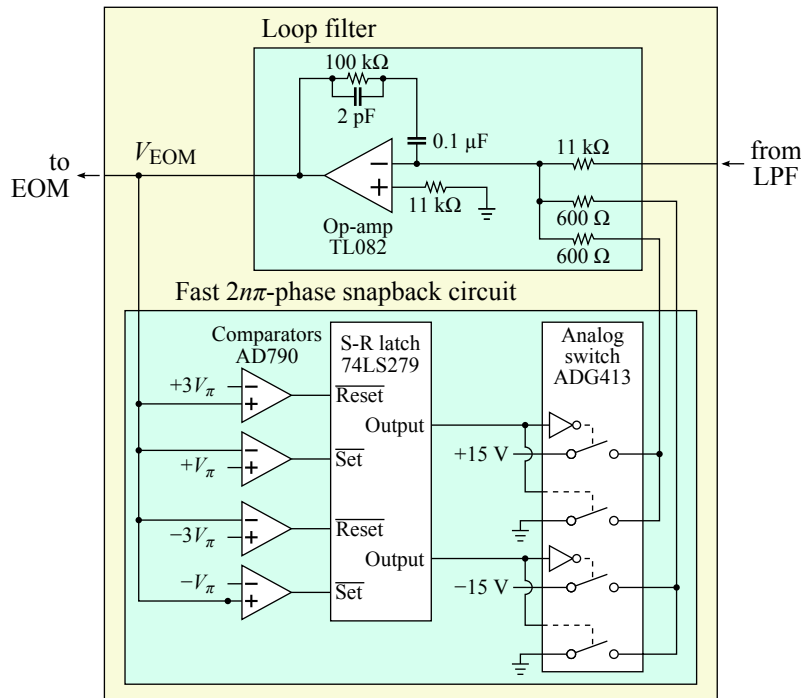 Loop filter
100 kΩ
2 pF
0.1 µF
11 kΩ
from
LPF
to
EOM
V_EOM
−
+
11 kΩ
600 Ω
600 Ω
Op-amp
TL082
Fast 2nπ-phase snapback circuit
Comparators
AD790
S-R latch
74LS279
Analog
switch
ADG413
+3V_π
−
+
Reset
Output
+V_π
−
+
Set
+15 V
−3V_π
−
+
Reset
Output
−V_π
−
+
Set
−15 V